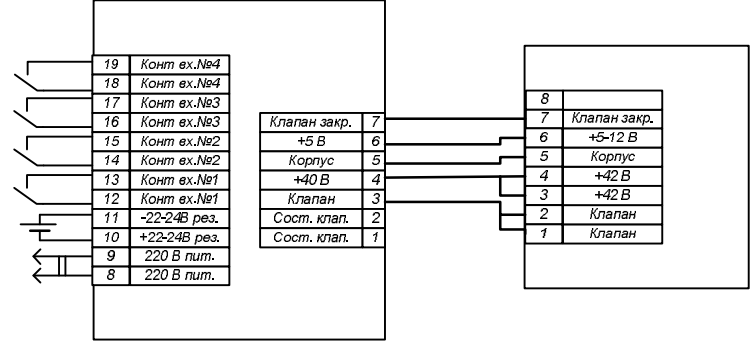 19 Конт вх.№4
18 Конт вх.№4
17 Конт вх.№3
16 Конт вх.№3
15 Конт вх.№2
14 Конт вх.№2
13 Конт вх.№1
12 Конт вх.№1
11 -22-24В рез.
10 +22-24В рез.
9 220 В пит.
8 220 В пит.
Клапан закр. 7
+5 В 6
Корпус 5
+40 В 4
Клапан 3
Сост. клап. 2
Сост. клап. 1
8
7 Клапан закр.
6 +5-12 В
5 Корпус
4 +42 В
3 +42 В
2 Клапан
1 Клапан